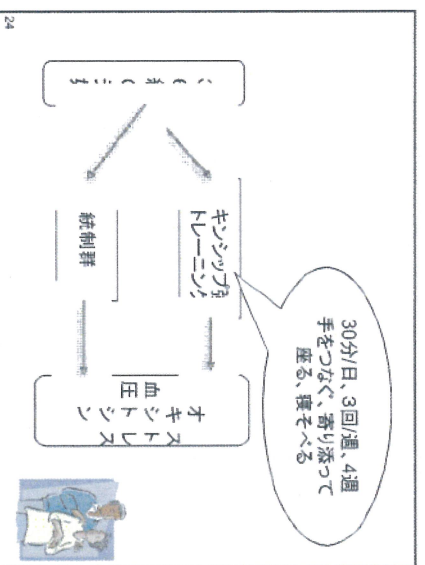 30分/日、3回/週、4週
手をつなぐ、寄り添って
座る、寝そべる
キンシップ
トレーニング
統制群
ストレス
オキシトシン
血圧
24